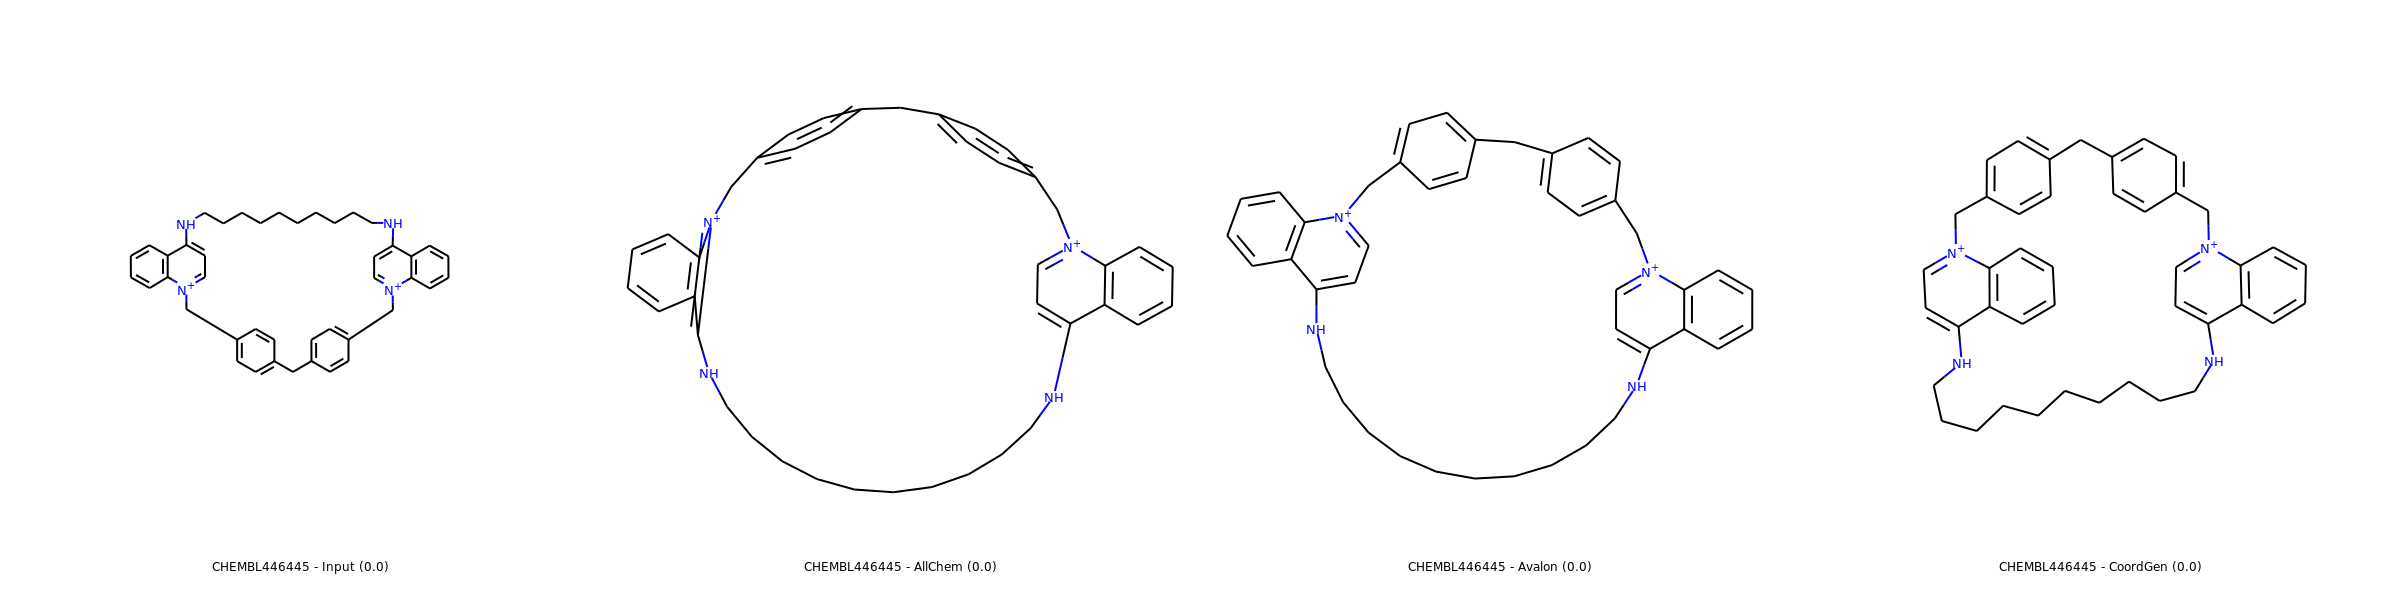 NH NH
N+ N+
CHEMBL446445 - Input (0.0)
N+ N+
NH NH
CHEMBL446445 - AllChem (0.0)
N+ N+
NH NH
CHEMBL446445 - Avalon (0.0)
N+ N+
NH NH
CHEMBL446445 - CoordGen (0.0)